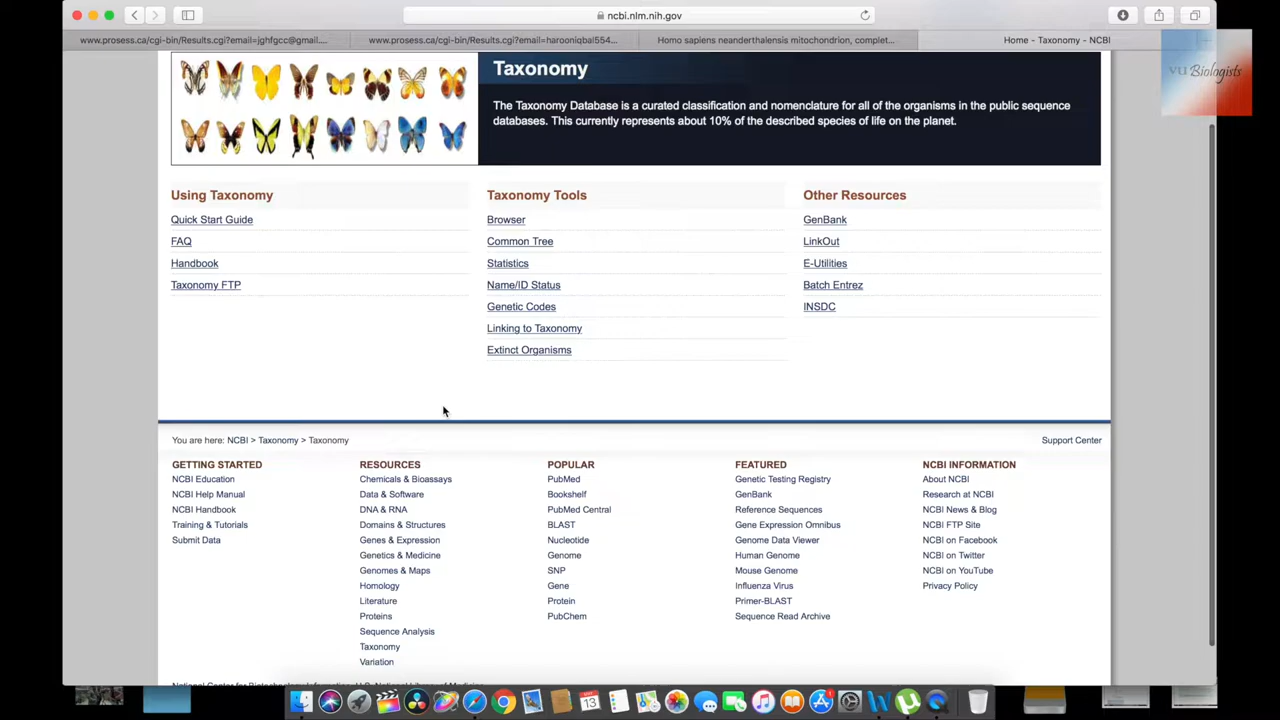 ncbi.nlm.nih.gov
www.prosess.ca/cgi-bin/Results.cgi?email=jghfgcc@gmail....
www.prosess.ca/cgi-bin/Results.cgi?email=harooniqbal554...
Homo sapiens neanderthalensis mitochondrion, complet...
Home - Taxonomy - NCBI
vu Biologists
Taxonomy
The Taxonomy Database is a curated classification and nomenclature for all of the organisms in the public sequence
databases. This currently represents about 10% of the described species of life on the planet.
Using Taxonomy
Quick Start Guide
FAQ
Handbook
Taxonomy FTP
Taxonomy Tools
Browser
Common Tree
Statistics
Name/ID Status
Genetic Codes
Linking to Taxonomy
Extinct Organisms
Other Resources
GenBank
LinkOut
E-Utilities
Batch Entrez
INSDC
You are here: NCBI > Taxonomy > Taxonomy
Support Center
GETTING STARTED
NCBI Education
NCBI Help Manual
NCBI Handbook
Training & Tutorials
Submit Data
RESOURCES
Chemicals & Bioassays
Data & Software
DNA & RNA
Domains & Structures
Genes & Expression
Genetics & Medicine
Genomes & Maps
Homology
Literature
Proteins
Sequence Analysis
Taxonomy
Variation
POPULAR
PubMed
Bookshelf
PubMed Central
BLAST
Nucleotide
Genome
SNP
Gene
Protein
PubChem
FEATURED
Genetic Testing Registry
GenBank
Reference Sequences
Gene Expression Omnibus
Genome Data Viewer
Human Genome
Mouse Genome
Influenza Virus
Primer-BLAST
Sequence Read Archive
NCBI INFORMATION
About NCBI
Research at NCBI
NCBI News & Blog
NCBI FTP Site
NCBI on Facebook
NCBI on Twitter
NCBI on YouTube
Privacy Policy
13